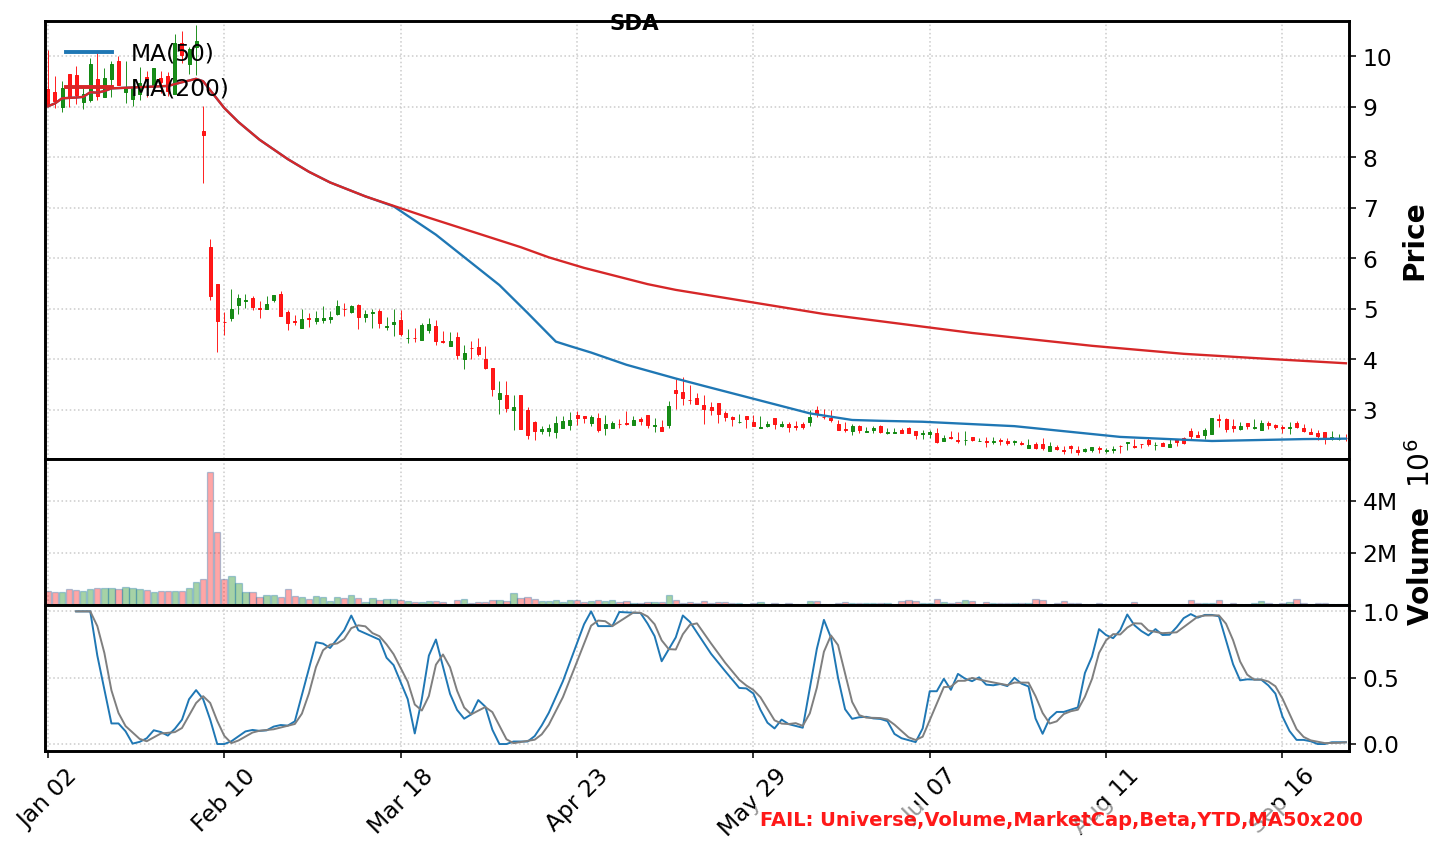 SDA
MA(50)
MA(200)
10
9
8
7
6
5
4
3
Price
4M
2M
Volume 10^6
1.0
0.5
0.0
Jan 02
Feb 10
Mar 18
Apr 23
May 29
Jul 07
Aug 11
Sep 16
FAIL: Universe,Volume,MarketCap,Beta,YTD,MA50x200